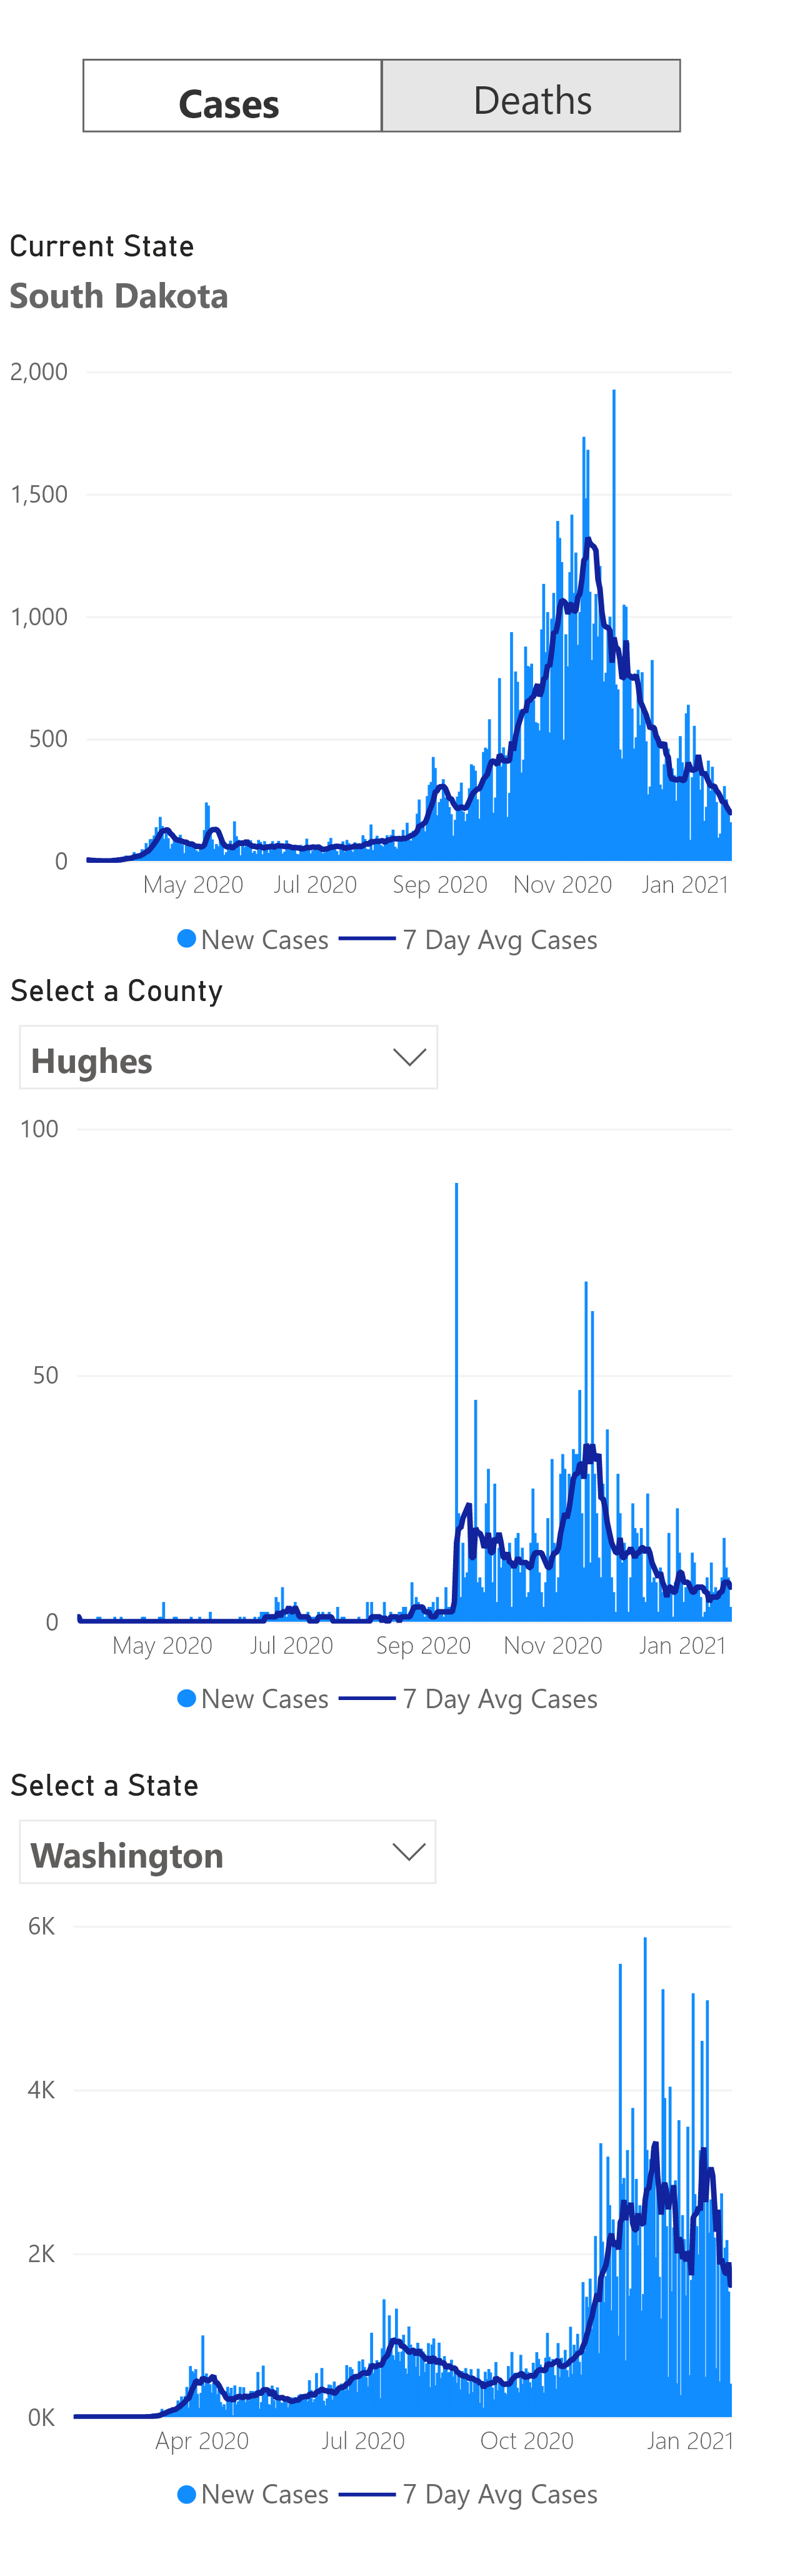 Cases Deaths
Current State
South Dakota
2,000
1,500
1,000
500
0
May 2020 Jul 2020 Sep 2020 Nov 2020 Jan 2021
New Cases 7 Day Avg Cases
Select a County
Hughes
100
50
0
May 2020 Jul 2020 Sep 2020 Nov 2020 Jan 2021
New Cases 7 Day Avg Cases
Select a State
Washington
6K
4K
2K
0K
Apr 2020 Jul 2020 Oct 2020 Jan 2021
New Cases 7 Day Avg Cases